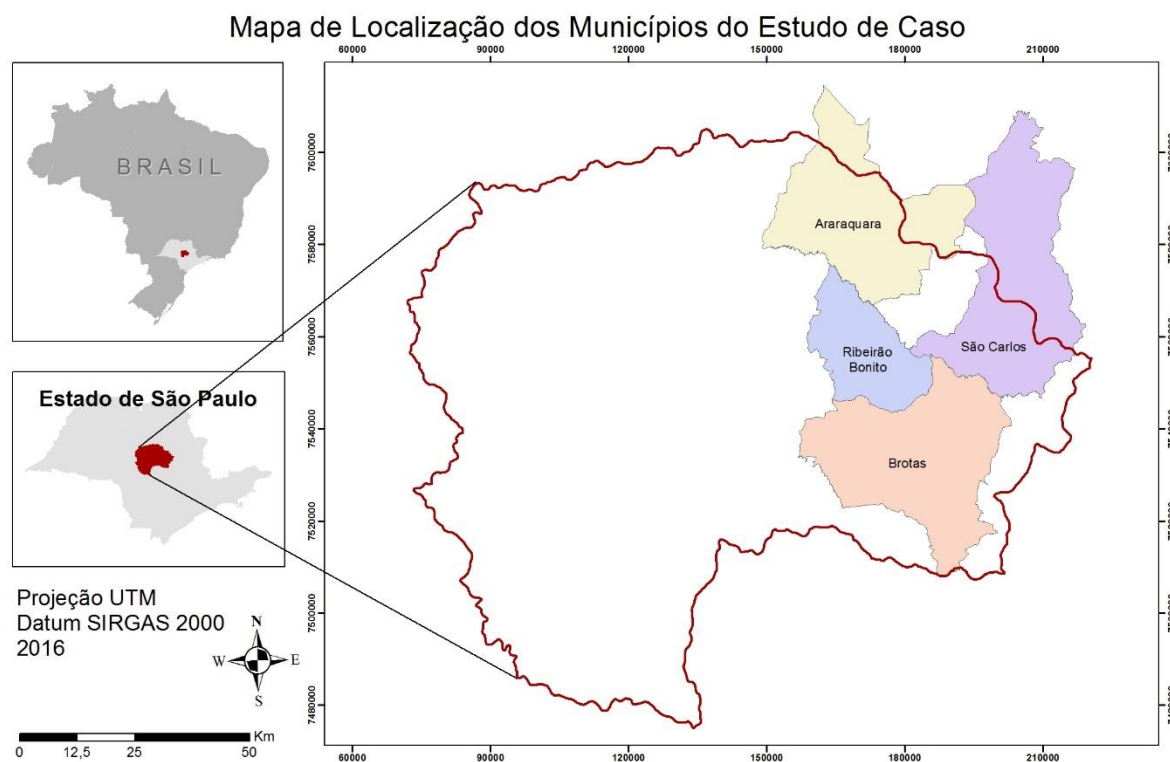 Mapa de Localização dos Municípios do Estudo de Caso
60000 90000 120000 150000 180000 210000
BRASIL
Estado de São Paulo
Projeção UTM
Datum SIRGAS 2000
2016
N
W E
S
Km
0 12,5 25 50
7600000
7580000
7560000
7540000
7520000
7500000
7480000
Araraquara
Ribeirão
Bonito
São Carlos
Brotas
60000 90000 120000 150000 180000 210000